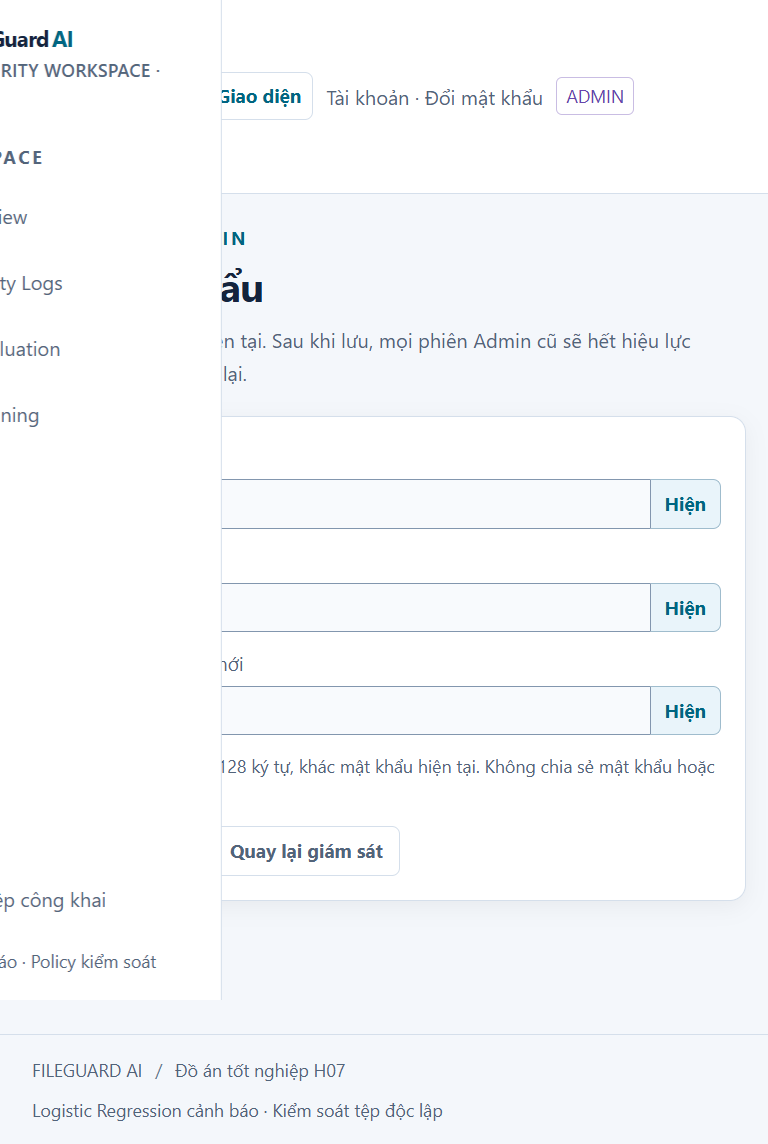 Guard AI
RITY WORKSPACE ·
PACE
iew
ty Logs
luation
ning
ệp công khai
áo · Policy kiểm soát
Giao diện
Tài khoản · Đổi mật khẩu
ADMIN
IN
ẩu
ện tại. Sau khi lưu, mọi phiên Admin cũ sẽ hết hiệu lực
lại.
Hiện
Hiện
mới
Hiện
128 ký tự, khác mật khẩu hiện tại. Không chia sẻ mật khẩu hoặc
Quay lại giám sát
FILEGUARD AI / Đồ án tốt nghiệp H07
Logistic Regression cảnh báo · Kiểm soát tệp độc lập